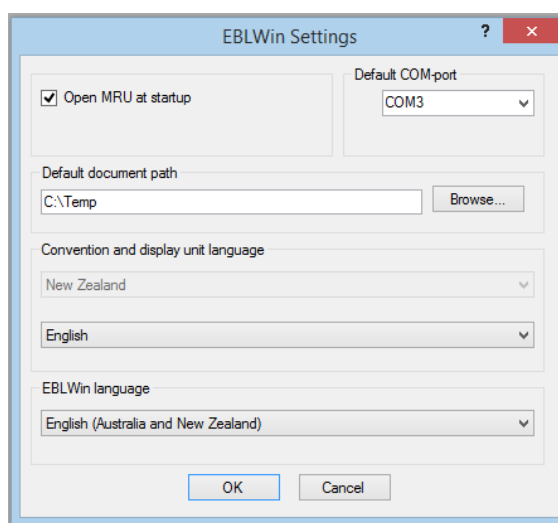 EBLWin Settings
?
Open MRU at startup
Default COM-port
COM3
Default document path
C:\Temp
Browse...
Convention and display unit language
New Zealand
English
EBLWin language
English (Australia and New Zealand)
OK
Cancel